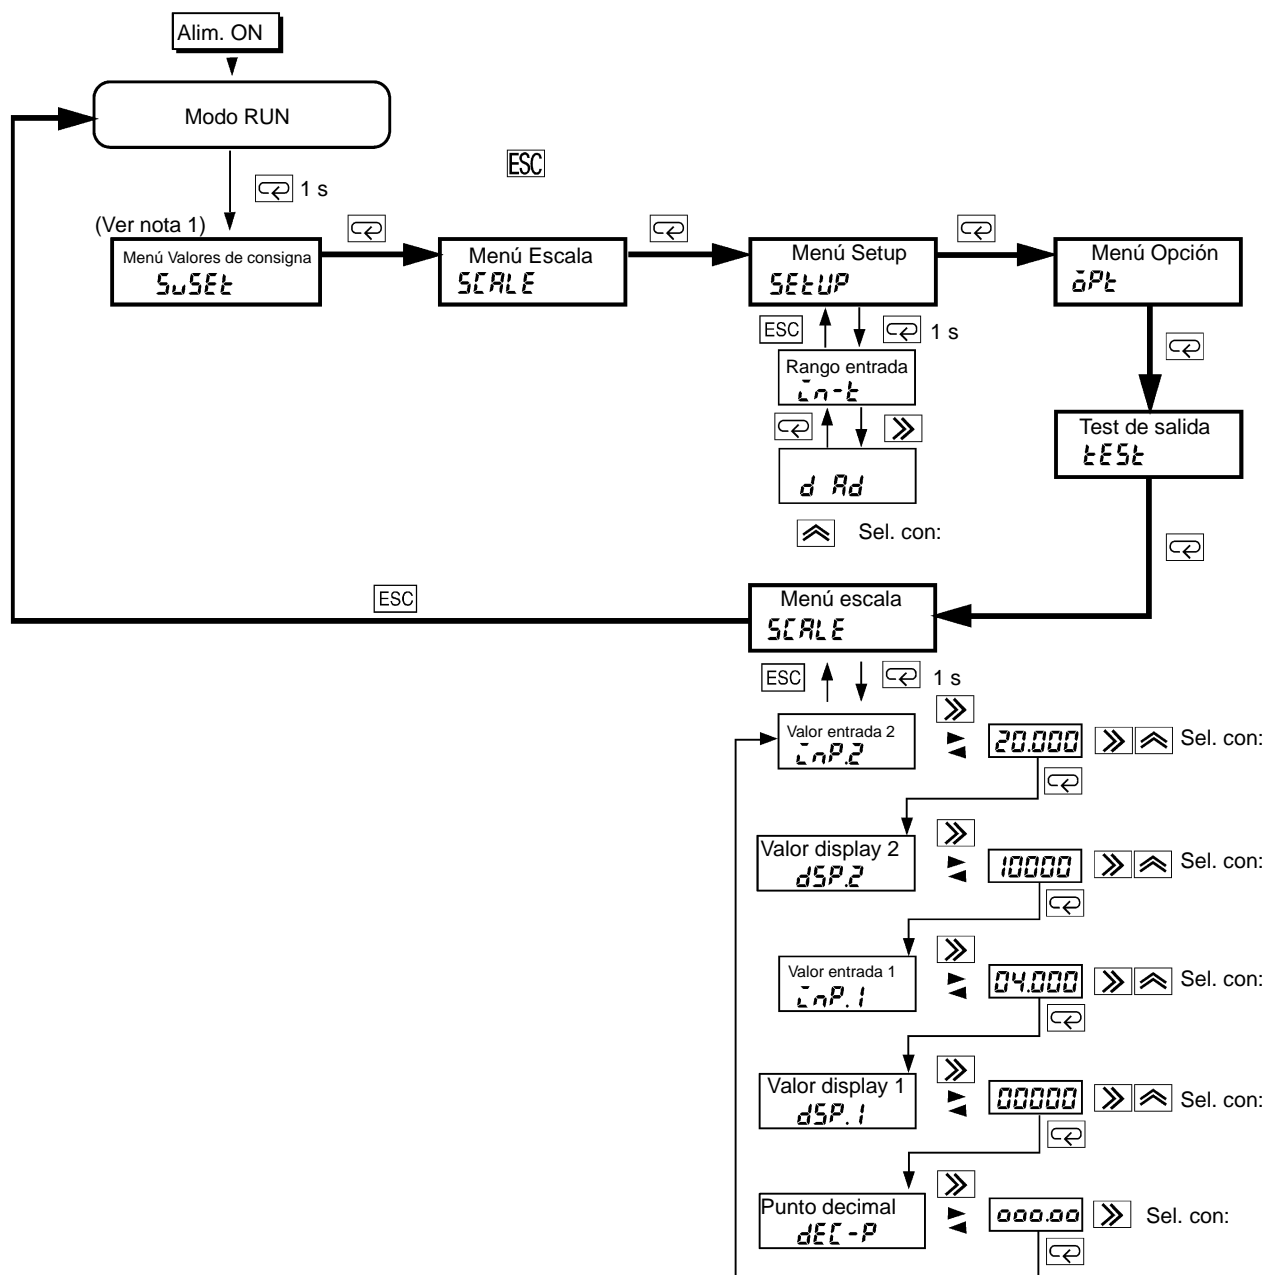 Alim. ON
Modo RUN
1 s
ESC
(Ver nota 1)
Menú Valores de consigna
SvSEt
Menú Escala
SCALE
Menú Setup
SEtUP
Menú Opción
oPt
ESC
1 s
Rango entrada
in-t
d Ad
Sel. con:
Test de salida
tESt
ESC
Menú escala
SCALE
ESC
1 s
Valor entrada 2
inP.2
20.000
Sel. con:
Valor display 2
dSP.2
10000
Sel. con:
Valor entrada 1
inP.1
04.000
Sel. con:
Valor display 1
dSP.1
00000
Sel. con:
Punto decimal
dEC-P
ooo.oo
Sel. con: